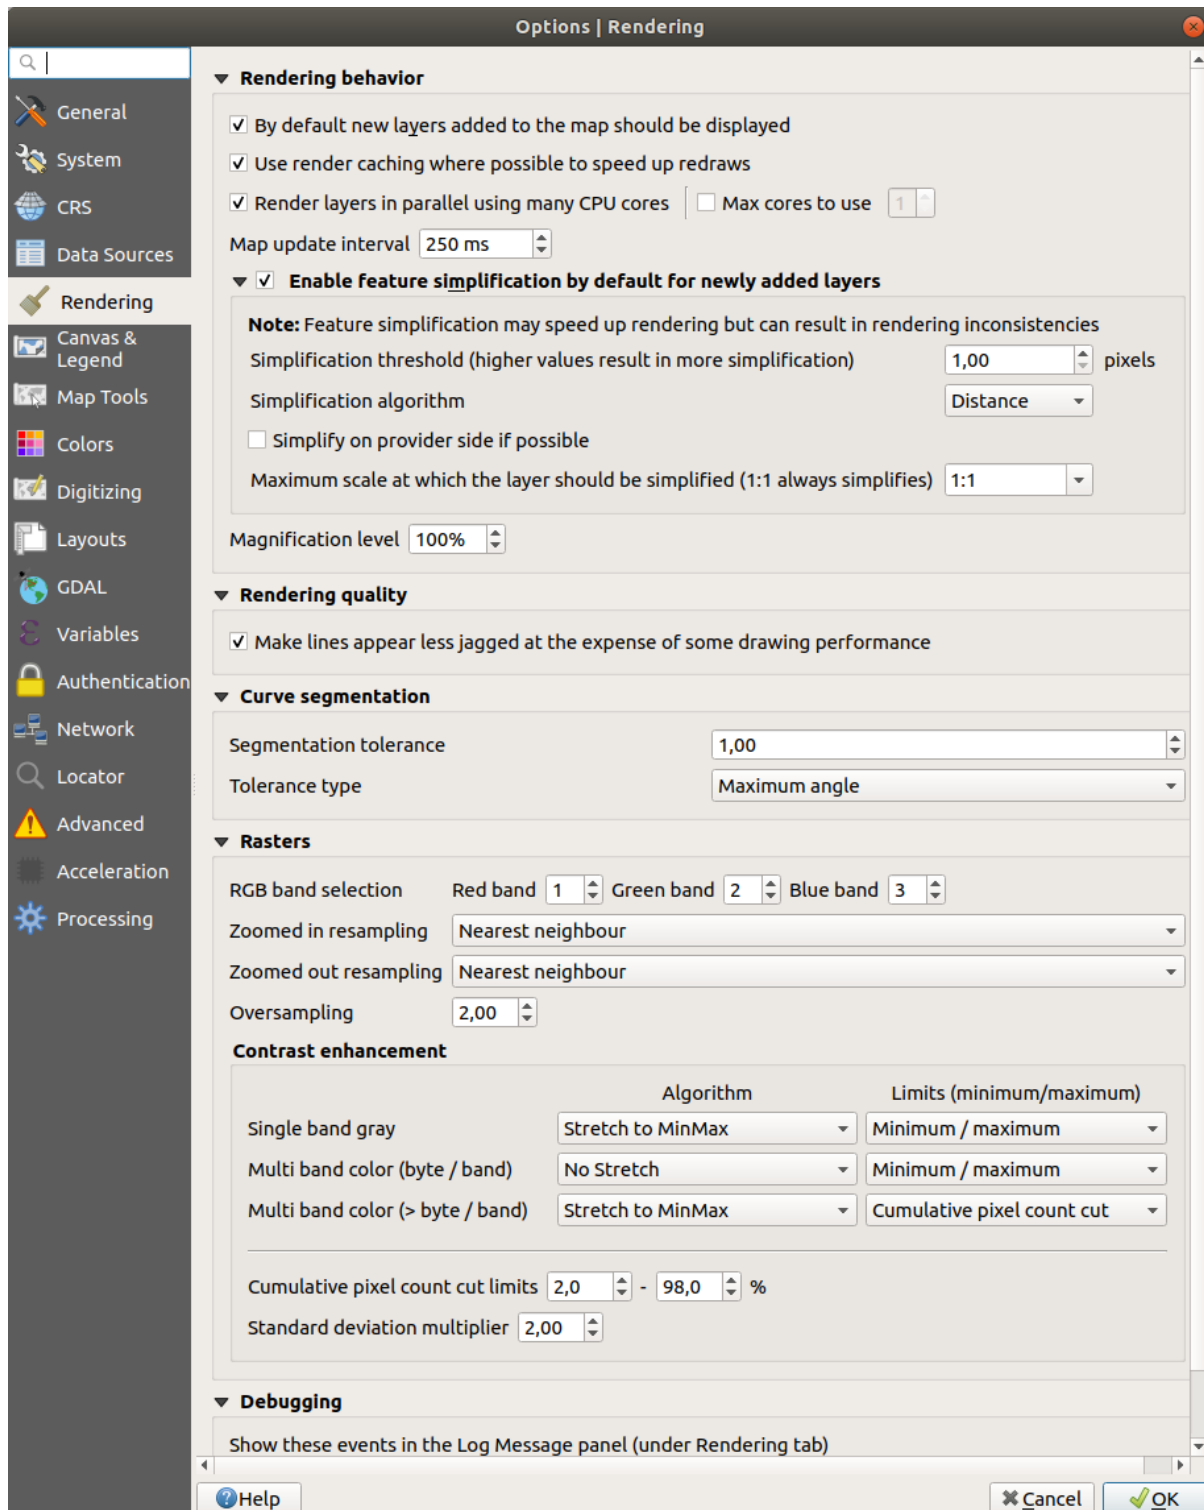 Options | Rendering
General
System
CRS
Data Sources
Rendering
Canvas &
Legend
Map Tools
Colors
Digitizing
Layouts
GDAL
Variables
Authentication
Network
Locator
Advanced
Acceleration
Processing
Rendering behavior
By default new layers added to the map should be displayed
Use render caching where possible to speed up redraws
Render layers in parallel using many CPU cores Max cores to use 1
Map update interval 250 ms
Enable feature simplification by default for newly added layers
Note: Feature simplification may speed up rendering but can result in rendering inconsistencies
Simplification threshold (higher values result in more simplification) 1,00 pixels
Simplification algorithm Distance
Simplify on provider side if possible
Maximum scale at which the layer should be simplified (1:1 always simplifies) 1:1
Magnification level 100%
Rendering quality
Make lines appear less jagged at the expense of some drawing performance
Curve segmentation
Segmentation tolerance 1,00
Tolerance type Maximum angle
Rasters
RGB band selection Red band 1 Green band 2 Blue band 3
Zoomed in resampling Nearest neighbour
Zoomed out resampling Nearest neighbour
Oversampling 2,00
Contrast enhancement
Algorithm Limits (minimum/maximum)
Single band gray Stretch to MinMax Minimum / maximum
Multi band color (byte / band) No Stretch Minimum / maximum
Multi band color (> byte / band) Stretch to MinMax Cumulative pixel count cut
Cumulative pixel count cut limits 2,0 - 98,0 %
Standard deviation multiplier 2,00
Debugging
Show these events in the Log Message panel (under Rendering tab)
Help Cancel OK